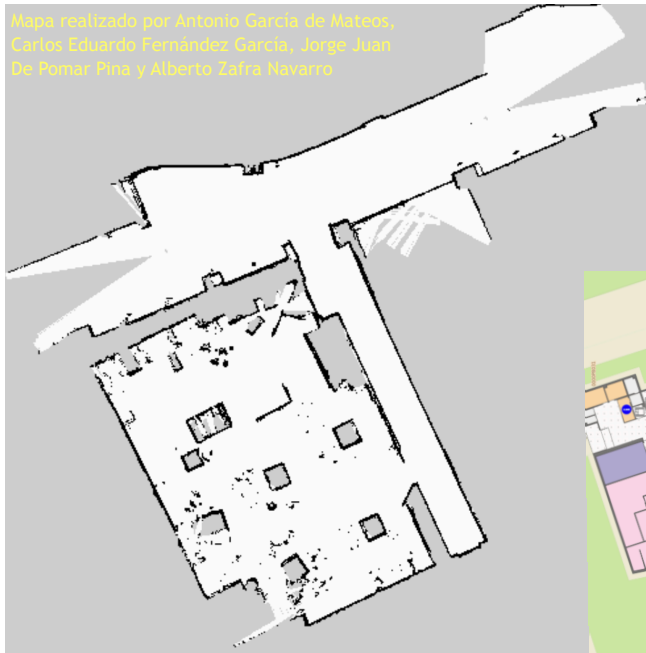 Mapa realizado por Antonio García de Mateos,
Carlos Eduardo Fernández García, Jorge Juan
De Pomar Pina y Alberto Zafra Navarro